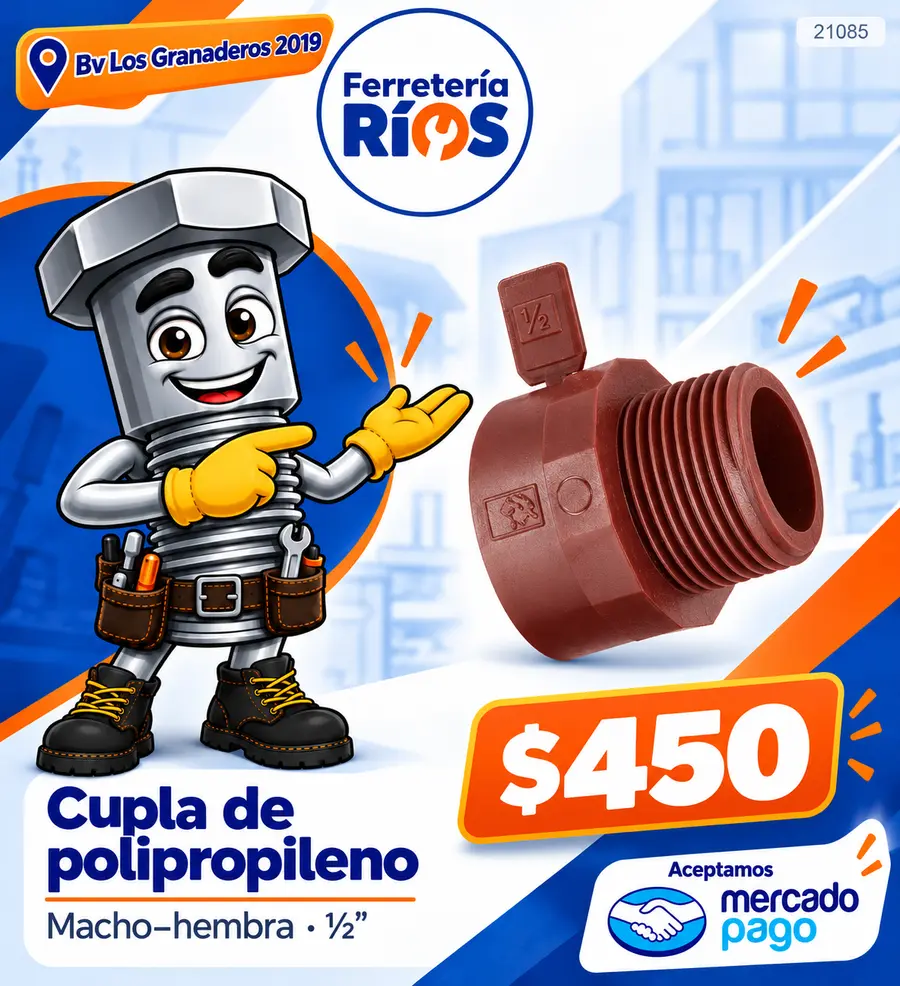 Bv Los Granaderos 2019
Ferretería
RÍOS
21085
1/2
$450
Cupla de
polipropileno
Macho-hembra · ½”
Aceptamos
mercado
pago